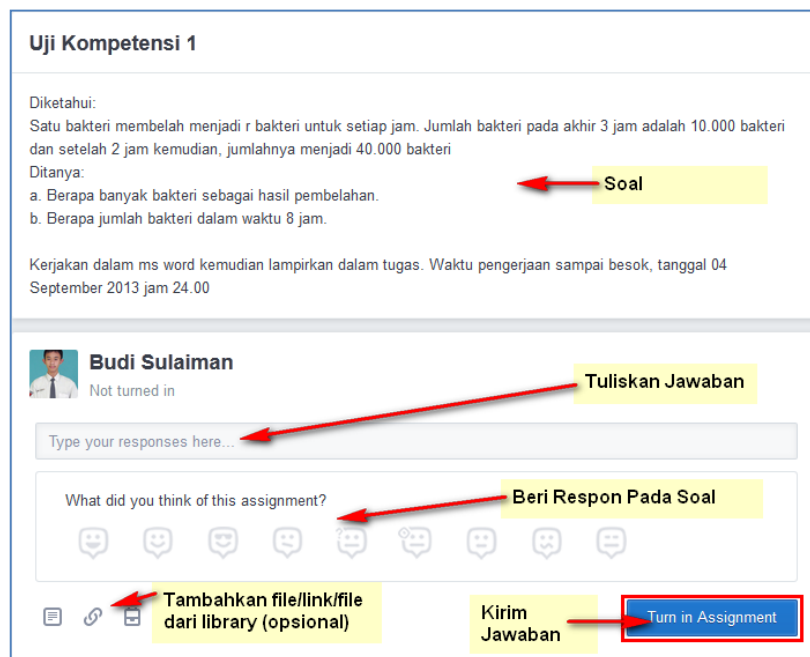 Uji Kompetensi 1
Diketahui:
Satu bakteri membelah menjadi r bakteri untuk setiap jam. Jumlah bakteri pada akhir 3 jam adalah 10.000 bakteri
dan setelah 2 jam kemudian, jumlahnya menjadi 40.000 bakteri
Ditanya:
a. Berapa banyak bakteri sebagai hasil pembelahan.
b. Berapa jumlah bakteri dalam waktu 8 jam.
Soal
Kerjakan dalam ms word kemudian lampirkan dalam tugas. Waktu pengerjaan sampai besok, tanggal 04
September 2013 jam 24.00
Budi Sulaiman
Not turned in
Tuliskan Jawaban
Type your responses here...
What did you think of this assignment?
Beri Respon Pada Soal
Tambahkan file/link/file
dari library (opsional)
Kirim
Jawaban
Turn in Assignment